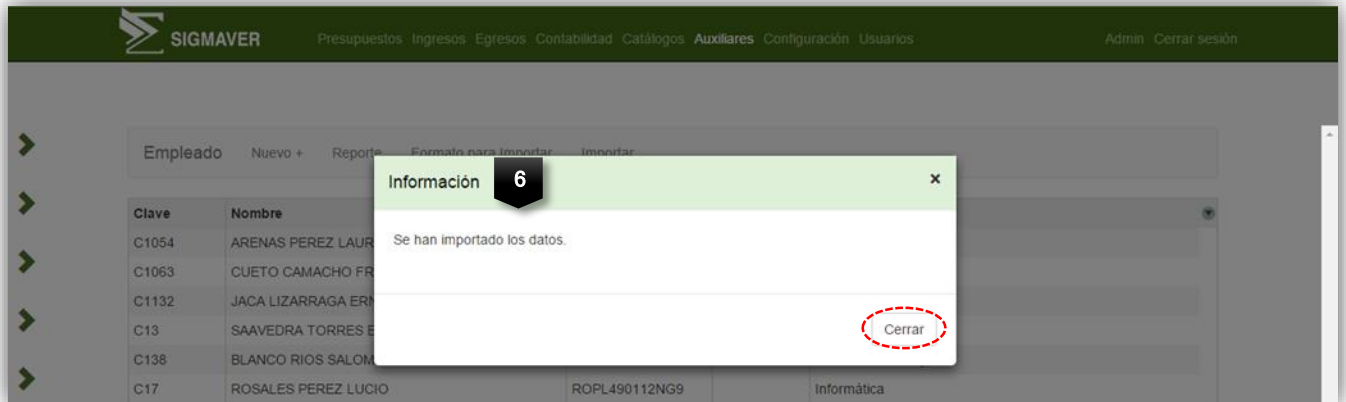 SIGMAVER Presupuestos Ingresos Egresos Contabilidad Catálogos Auxiliares Configuración Usuarios Admin Cerrar sesión
Empleado Nuevo + Reporte Formato para Importar Importar
Información 6 ×
Clave Nombre
Se han importado los datos.
C1054 ARENAS PEREZ LAUR
C1063 CUETO CAMACHO FR
C1132 JACA LIZARRAGA ERN
C13 SAAVEDRA TORRES E
Cerrar
C138 BLANCO RIOS SALOM
C17 ROSALES PEREZ LUCIO ROPL490112NG9 Informática